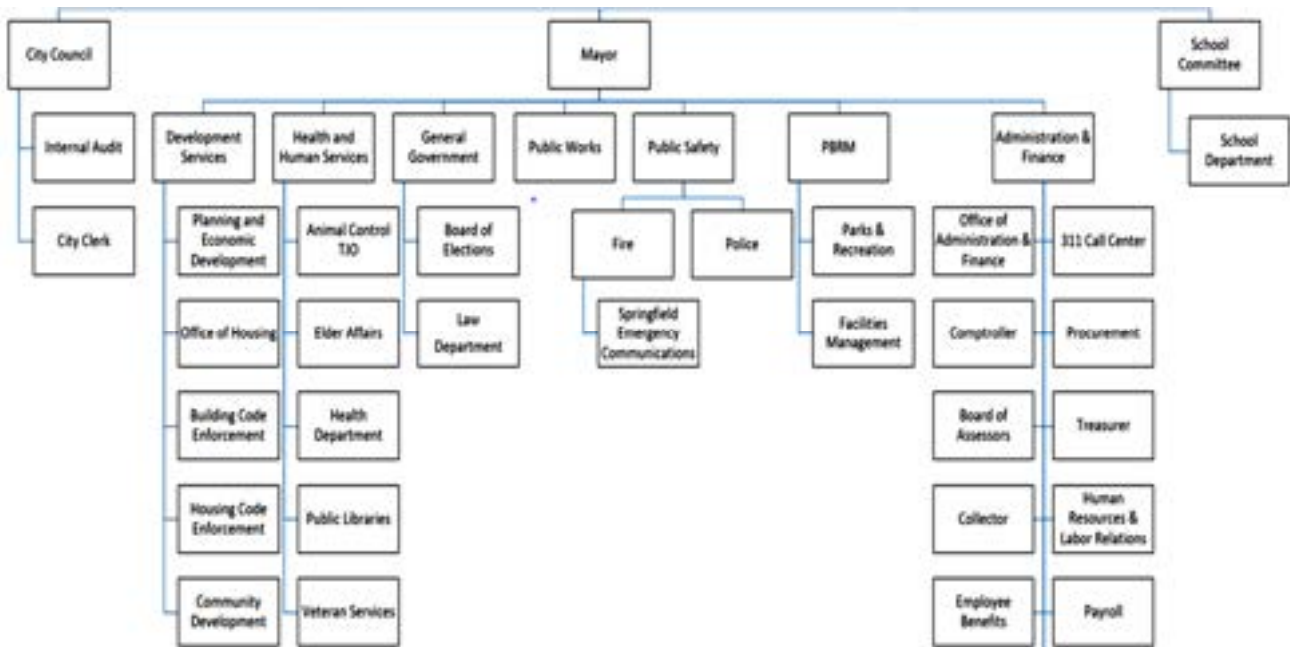 City Council
Mayor
School
Committee
Internal Audit
Development
Services
Health and
Human Services
General
Government
Public Works
Public Safety
PBRM
Administration &
Finance
School
Department
City Clerk
Planning and
Economic
Development
Animal Control
TJO
Board of
Elections
Fire
Police
Parks &
Recreation
Office of
Administration &
Finance
311 Call Center
Office of Housing
Elder Affairs
Law
Department
Springfield
Emergency
Communications
Facilities
Management
Comptroller
Procurement
Building Code
Enforcement
Health
Department
Board of
Assessors
Treasurer
Housing Code
Enforcement
Public Libraries
Collector
Human
Resources &
Labor Relations
Community
Development
Veteran Services
Employee
Benefits
Payroll